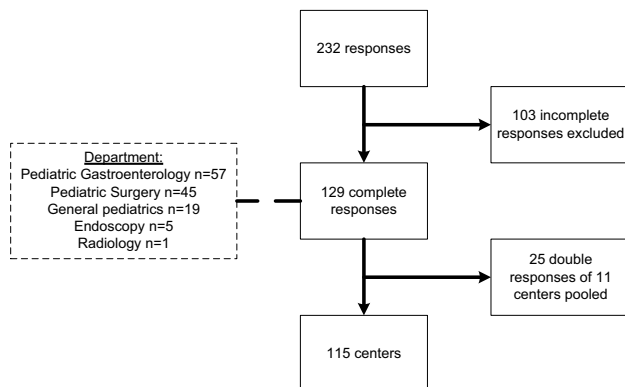 232 responses
103 incomplete
responses excluded
Department:
Pediatric Gastroenterology n=57
Pediatric Surgery n=45
General pediatrics n=19
Endoscopy n=5
Radiology n=1
129 complete
responses
25 double
responses of 11
centers pooled
115 centers